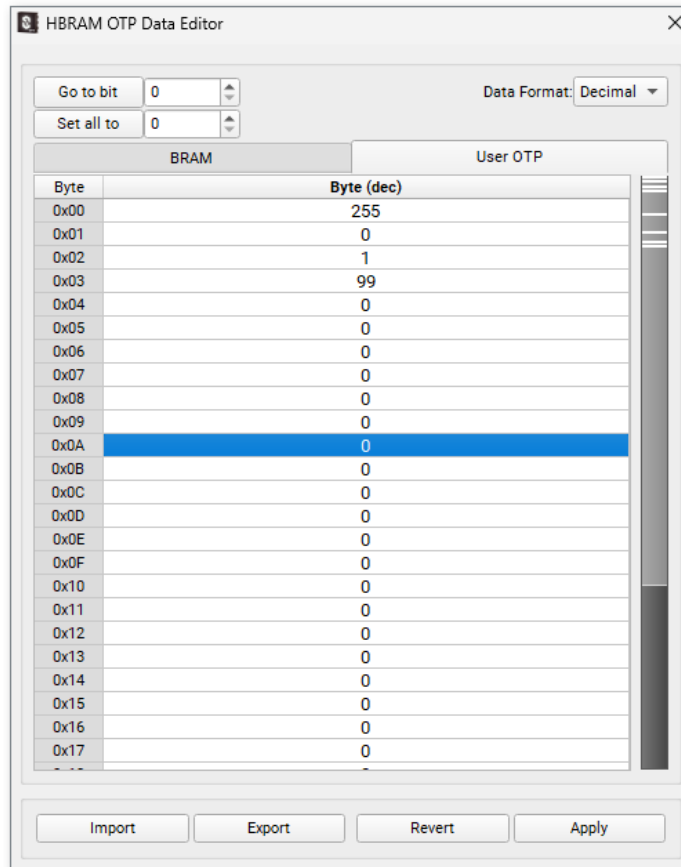 HBRAM OTP Data Editor
Go to bit 0 Data Format: Decimal
Set all to 0
BRAM User OTP
Byte Byte (dec)
0x00 255
0x01 0
0x02 1
0x03 99
0x04 0
0x05 0
0x06 0
0x07 0
0x08 0
0x09 0
0x0A 0
0x0B 0
0x0C 0
0x0D 0
0x0E 0
0x0F 0
0x10 0
0x11 0
0x12 0
0x13 0
0x14 0
0x15 0
0x16 0
0x17 0
Import Export Revert Apply